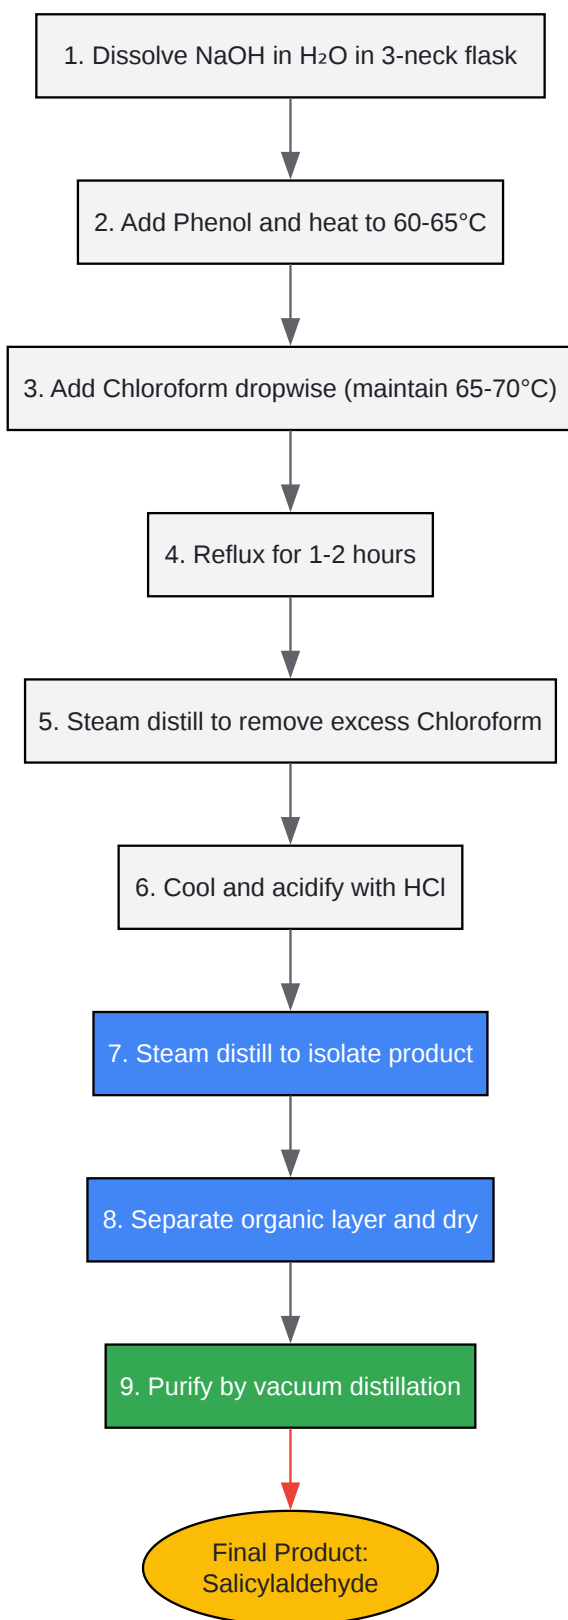 1. Dissolve NaOH in H₂O in 3-neck flask
2. Add Phenol and heat to 60-65°C
3. Add Chloroform dropwise (maintain 65-70°C)
4. Reflux for 1-2 hours
5. Steam distill to remove excess Chloroform
6. Cool and acidify with HCl
7. Steam distill to isolate product
8. Separate organic layer and dry
9. Purify by vacuum distillation
Final Product:
Salicylaldehyde